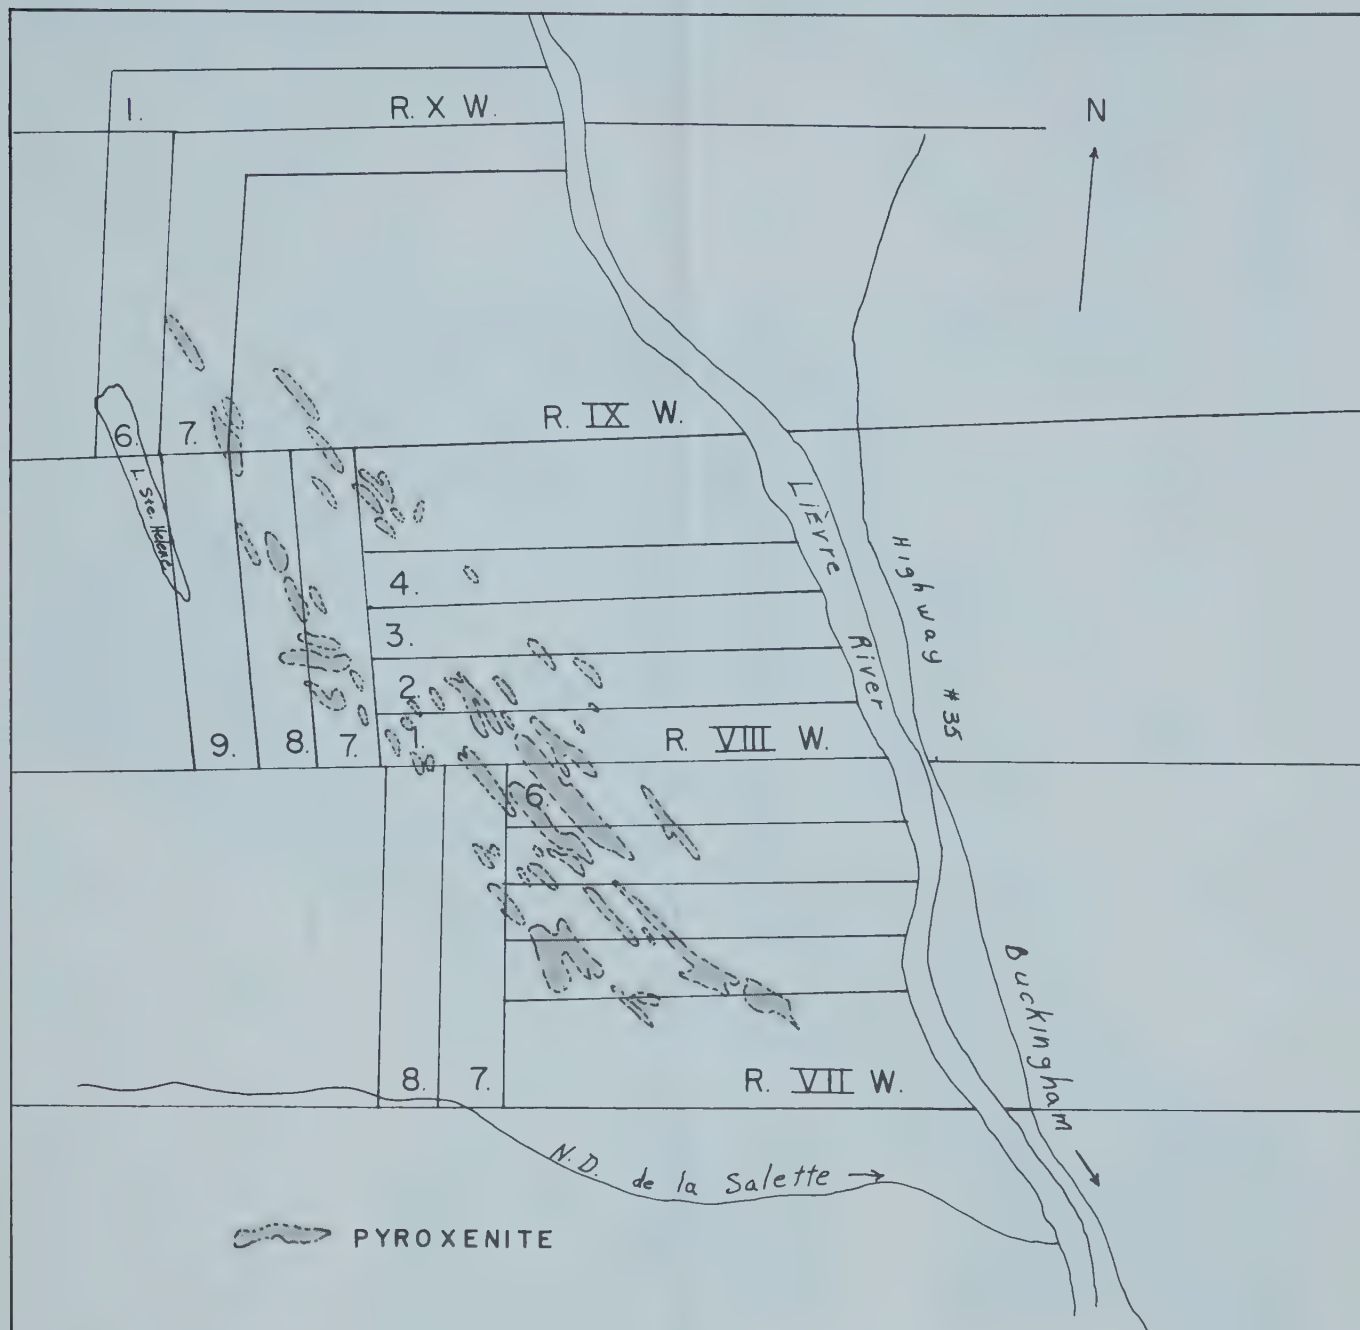 1. R. X W.
N
R. IX W.
6. 7.
L. Ste. Helene
LIÈVRE River
Highway #35
4.
3.
2.
1.
9. 8. 7.
R. VIII W.
6.
Buckingham
8. 7.
R. VII W.
N.D. de la Salette
PYROXENITE